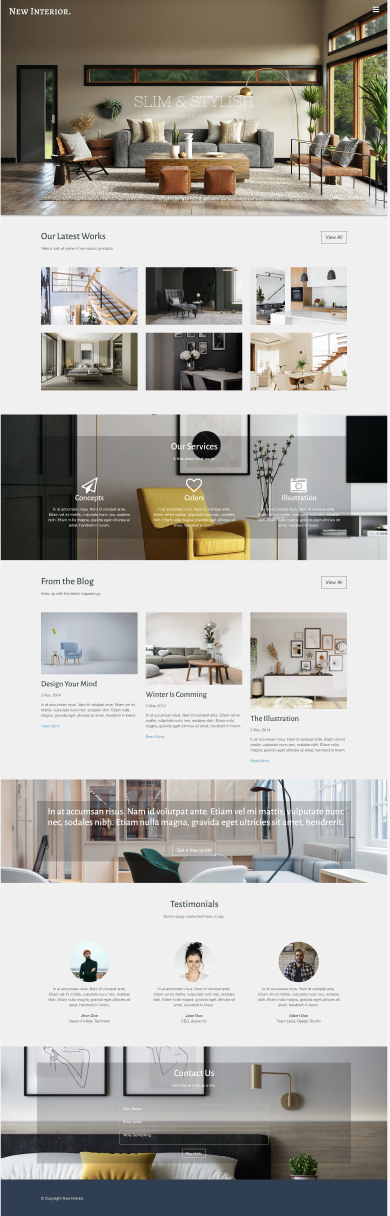 New Interior.
SLIM & STYLISH
Our Latest Works
View All
Take a look at some of our recent products
Our Services
Concepts
Colors
Illustration
In at accumsan risus. Nam id volutpat ante.
Etiam vel mi mattis, vulputate nunc nec, sodales
nibh. Etiam nulla magna, gravida eget ultricies sit
amet, hendrerit in lorem.
In at accumsan risus. Nam id volutpat ante.
Etiam vel mi mattis, vulputate nunc nec, sodales
nibh. Etiam nulla magna, gravida eget ultricies sit
amet, hendrerit in lorem.
In at accumsan risus. Nam id volutpat ante.
Etiam vel mi mattis, vulputate nunc nec, sodales
nibh. Etiam nulla magna, gravida eget ultricies sit
amet, hendrerit in lorem.
From the Blog
View All
Keep up with the latest happenings
Design Your Mind
2 Nov, 2014
In at accumsan risus. Nam id volutpat ante. Etiam vel mi
mattis, vulputate nunc nec, sodales nibh. Etiam nulla
magna, gravida eget ultricies sit amet, hendrerit in lorem.
Read More
Winter Is Comming
2 Nov, 2014
In at accumsan risus. Nam id volutpat ante. Etiam vel mi
mattis, vulputate nunc nec, sodales nibh. Etiam nulla
magna, gravida eget ultricies sit amet, hendrerit in lorem.
Read More
The Illustration
2 Nov, 2014
In at accumsan risus. Nam id volutpat ante. Etiam vel mi
mattis, vulputate nunc nec, sodales nibh. Etiam nulla
magna, gravida eget ultricies sit amet, hendrerit in lorem.
Read More
In at accumsan risus. Nam id volutpat ante. Etiam vel mi mattis, vulputate nunc
nec, sodales nibh. Etiam nulla magna, gravida eget ultricies sit amet, hendrerit.
Get a free quote
Testimonials
Some happy customers have to say.
In at accumsan risus. Nam id volutpat ante.
Etiam vel mi mattis, vulputate nunc nec, sodales
nibh. Etiam nulla magna, gravida eget ultricies sit
amet, hendrerit in lorem.
Jhon Doe
Head of Ideas, Technext
In at accumsan risus. Nam id volutpat ante.
Etiam vel mi mattis, vulputate nunc nec, sodales
nibh. Etiam nulla magna, gravida eget ultricies sit
amet, hendrerit in lorem.
Jane Doe
CEO, Apple Inc.
In at accumsan risus. Nam id volutpat ante.
Etiam vel mi mattis, vulputate nunc nec, sodales
nibh. Etiam nulla magna, gravida eget ultricies sit
amet, hendrerit in lorem.
Albert Doe
Team Lead, Design Studio
Contact Us
Feel free to drop us a line.
Your Name
Email
Write Something
Say Hello
© Copyright New Interior.